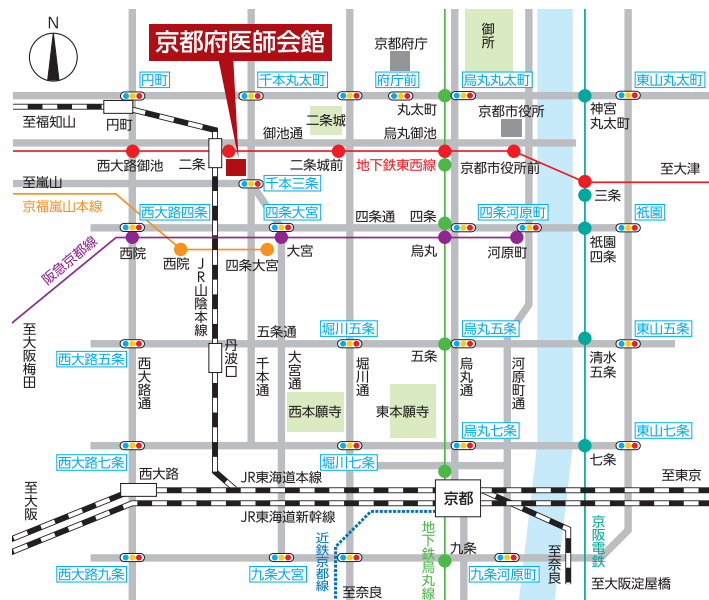 N
京都府医師会館
京都府庁
御所
円町
千本丸太町
府庁前
烏丸丸太町
東山丸太町
至福知山
円町
二条城
丸太町
京都市役所
神宮
丸太町
御池通
烏丸御池
西大路御池
二条
二条城前
地下鉄東西線
京都市役所前
至大津
至嵐山
千本三条
三条
京福嵐山本線
西大路四条
四条大宮
四条通
四条
四条河原町
祇園
阪急京都線
西院
西院
四条大宮
大宮
烏丸
河原町
祇園
四条
JR山陰本線
至大阪梅田
五条通
堀川五条
烏丸五条
東山五条
西大路五条
西大路通
丹波口
千本通
大宮通
堀川通
五条
烏丸通
河原町通
清水
五条
西本願寺
東本願寺
烏丸七条
東山七条
西大路七条
堀川七条
七条
西大路
JR東海道本線
至東京
至大阪
京都
JR東海道新幹線
近鉄京都線
地下鉄烏丸線
九条
至奈良
京阪電鉄
西大路九条
九条大宮
九条河原町
至奈良
至大阪淀屋橋